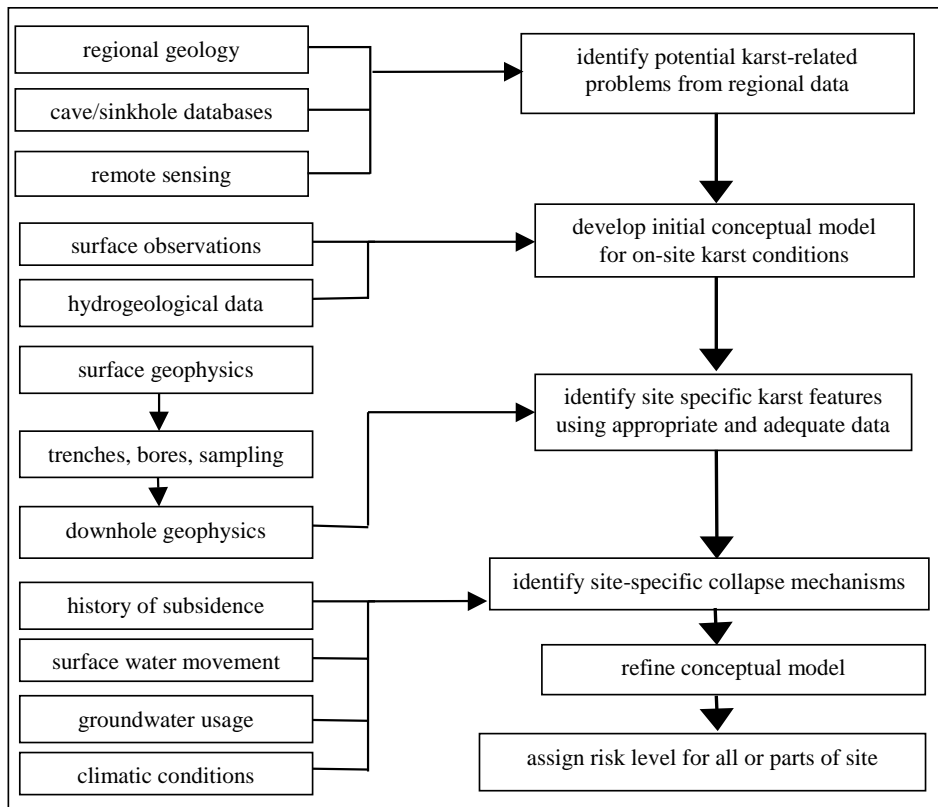 regional geology
cave/sinkhole databases
remote sensing
identify potential karst-related
problems from regional data
surface observations
hydrogeological data
develop initial conceptual model
for on-site karst conditions
surface geophysics
trenches, bores, sampling
downhole geophysics
identify site specific karst features
using appropriate and adequate data
history of subsidence
surface water movement
groundwater usage
climatic conditions
identify site-specific collapse mechanisms
refine conceptual model
assign risk level for all or parts of site